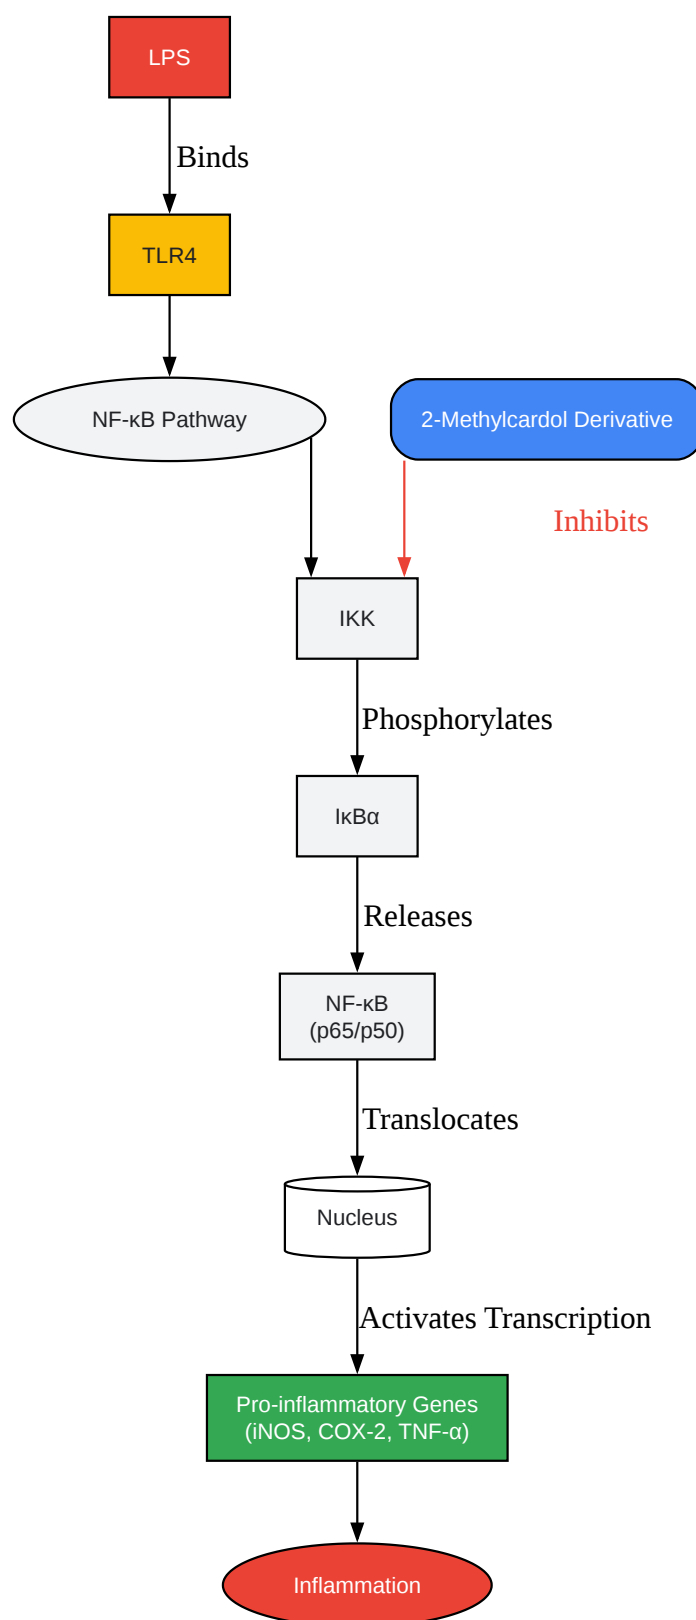 LPS
Binds
TLR4
NF-κB Pathway
2-Methylcardol Derivative
Inhibits
IKK
Phosphorylates
IκBα
Releases
NF-κB
(p65/p50)
Translocates
Nucleus
Activates Transcription
Pro-inflammatory Genes
(iNOS, COX-2, TNF-α)
Inflammation